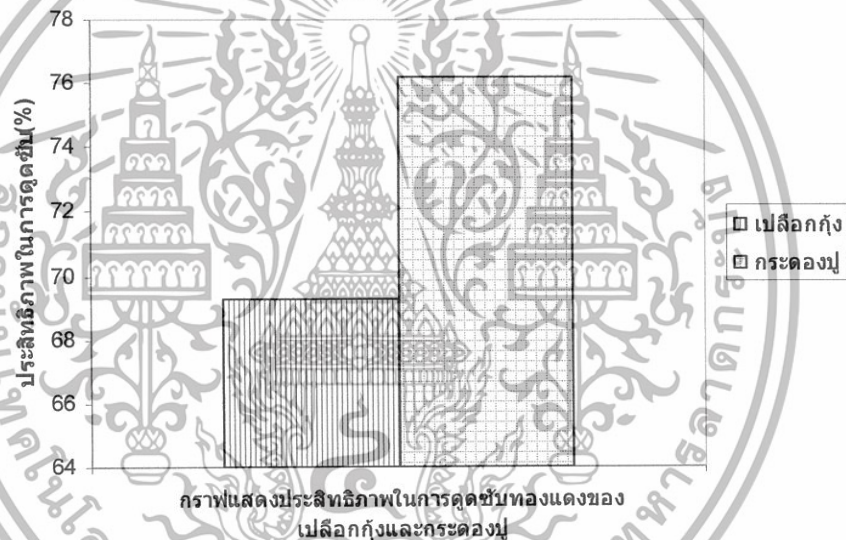 78
76
74
72
70
68
66
64
ประสิทธิภาพในการดูดซับ(%)
เปลือกกุ้ง
กระดองปู
กราฟแสดงประสิทธิภาพในการดูดซับทองแดงของ
เปลือกกุ้งและกระดองปู